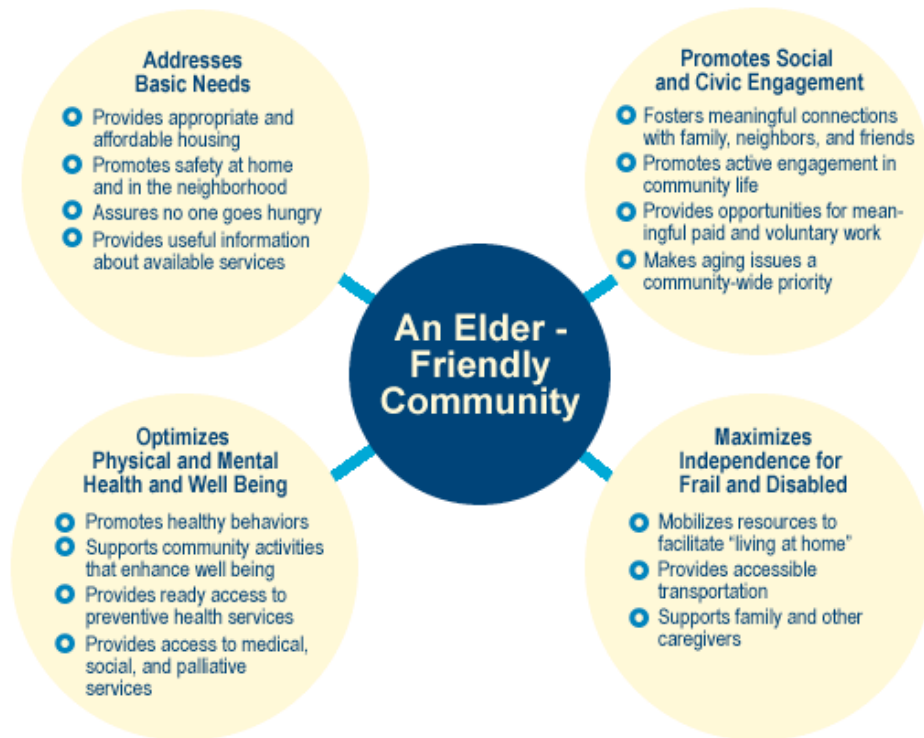 Addresses
Basic Needs
Provides appropriate and
affordable housing
Promotes safety at home
and in the neighborhood
Assures no one goes hungry
Provides useful information
about available services
Promotes Social
and Civic Engagement
Fosters meaningful connections
with family, neighbors, and friends
Promotes active engagement in
community life
Provides opportunities for mean-
ingful paid and voluntary work
Makes aging issues a
community-wide priority
An Elder -
Friendly
Community
Optimizes
Physical and Mental
Health and Well Being
Promotes healthy behaviors
Supports community activities
that enhance well being
Provides ready access to
preventive health services
Provides access to medical,
social, and palliative
services
Maximizes
Independence for
Frail and Disabled
Mobilizes resources to
facilitate “living at home”
Provides accessible
transportation
Supports family and other
caregivers